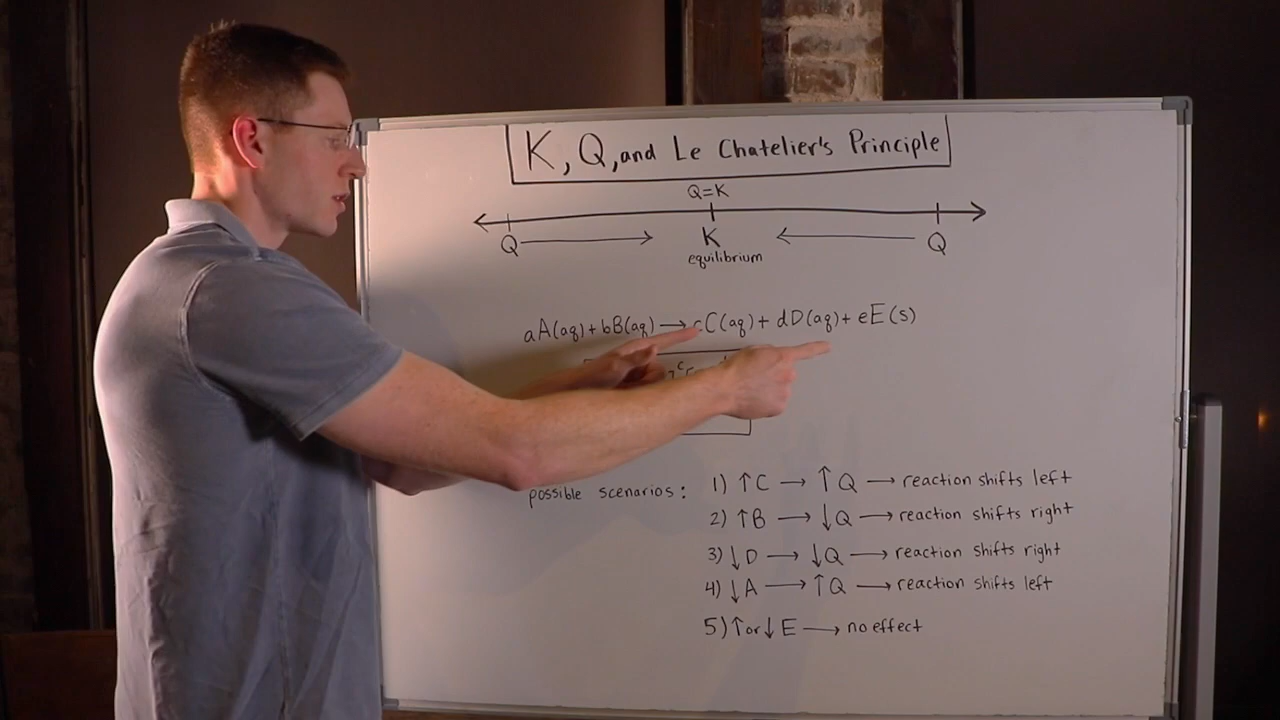 K, Q, and Le Chatelier's Principle
Q=K
Q → K ← Q
equilibrium
aA(aq) + bB(aq) → cC(aq) + dD(aq) + eE(s)
possible scenarios:
1) ↑C → ↑Q → reaction shifts left
2) ↑B → ↓Q → reaction shifts right
3) ↓D → ↓Q → reaction shifts right
4) ↓A → ↑Q → reaction shifts left
5) ↑or↓ E → no effect